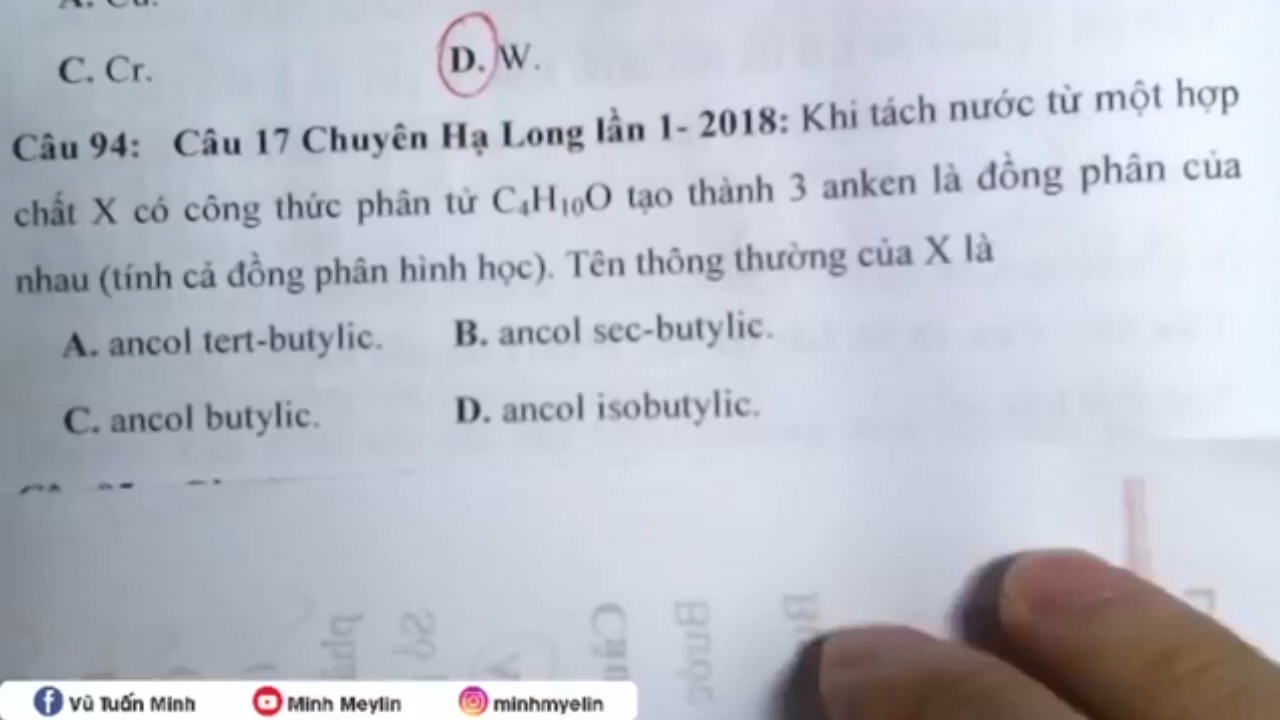 C. Cr.
D. W.
Câu 94: Câu 17 Chuyên Hạ Long lần 1- 2018: Khi tách nước từ một hợp
chất X có công thức phân tử C₄H₁₀O tạo thành 3 anken là đồng phân của
nhau (tính cả đồng phân hình học). Tên thông thường của X là
A. ancol tert-butylic.
B. ancol sec-butylic.
C. ancol butylic.
D. ancol isobutylic.
Vũ Tuấn Minh
Minh Meylin
minhmyelin